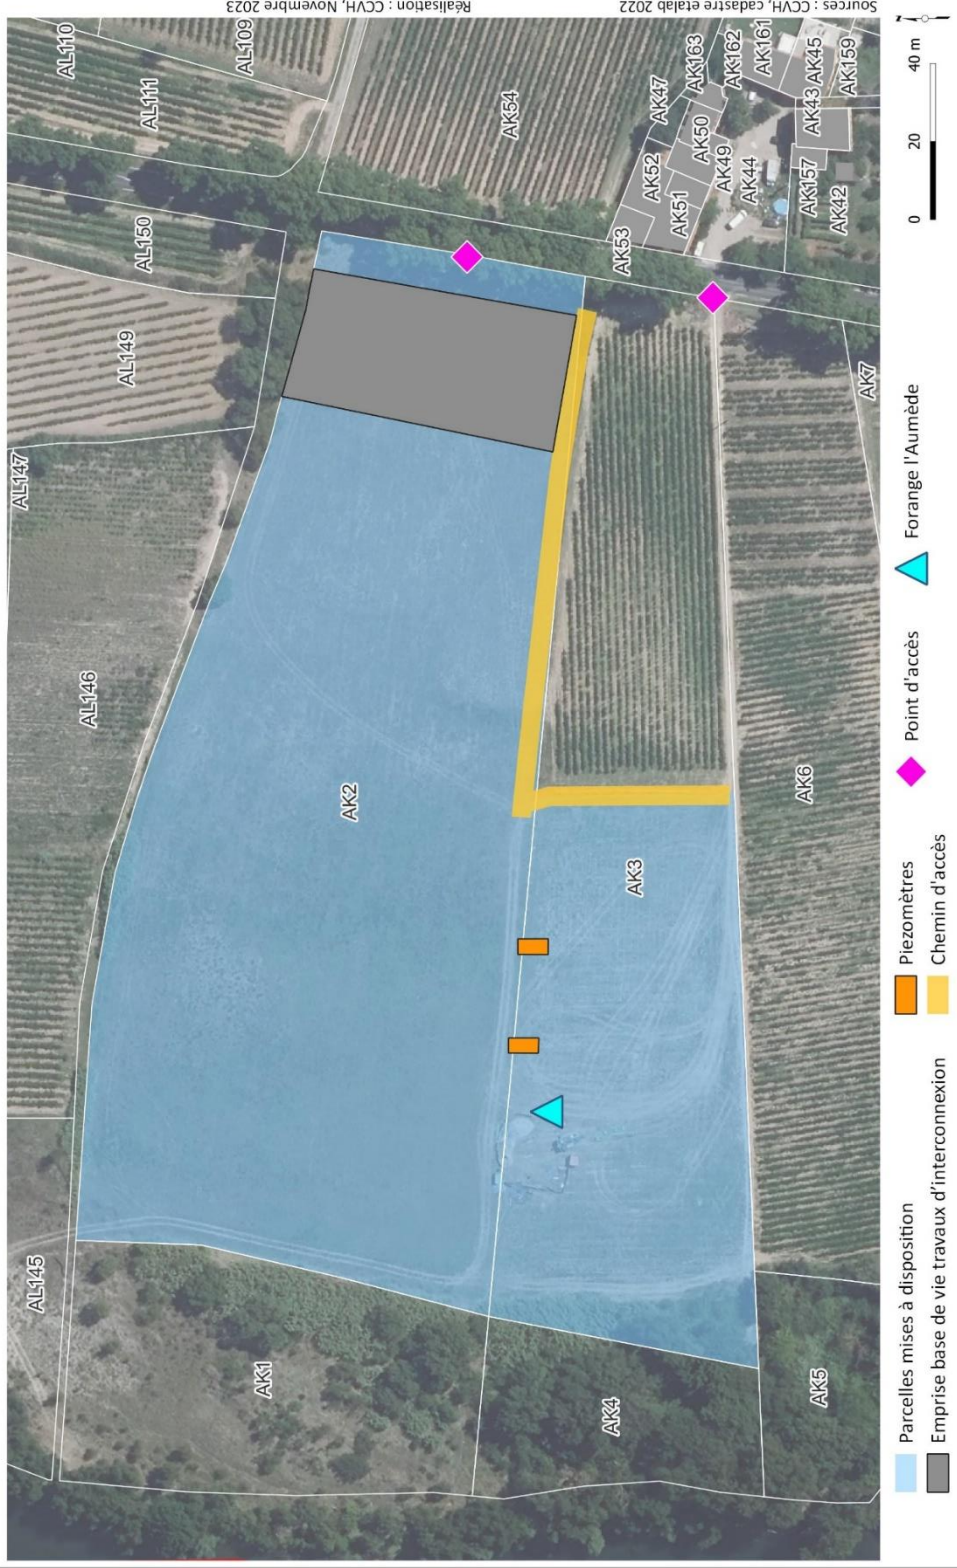 Sources : CCVH, cadastre etalab 2022
Réalisation : CCVH, Novembre 2023
AL145
AL146
AL147
AL149
AL150
AL111
AL110
AL109
AK1
AK2
AK54
AK4
AK3
AK53
AK52
AK51
AK47
AK50
AK163
AK49
AK162
AK44
AK161
AK45
AK43
AK159
AK157
AK42
AK5
AK6
AK7
Parcelles mises à disposition
Emprise base de vie travaux d'interconnexion
Piezomètres
Chemin d'accès
Point d'accès
Forange l'Aumède
0 20 40 m